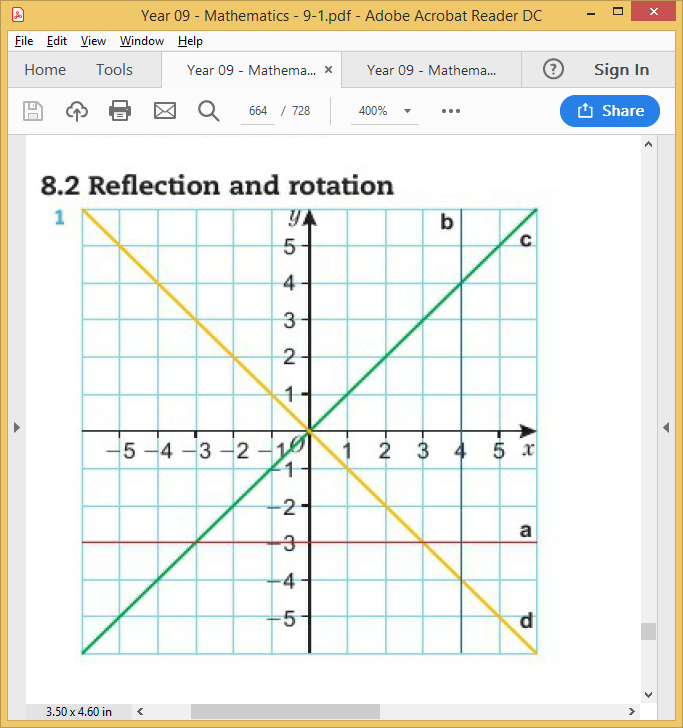 Year 09 - Mathematics - 9-1.pdf - Adobe Acrobat Reader DC
File Edit View Window Help
Home Tools Year 09 - Mathema... × Year 09 - Mathema... ? Sign In
664 / 728 400% Share
8.2 Reflection and rotation
1
y b
c
5
4
3
2
1
−5 −4 −3 −2 −1 O 1 2 3 4 5 x
−1
−2
a
−3
−4
−5
d
3.50 x 4.60 in